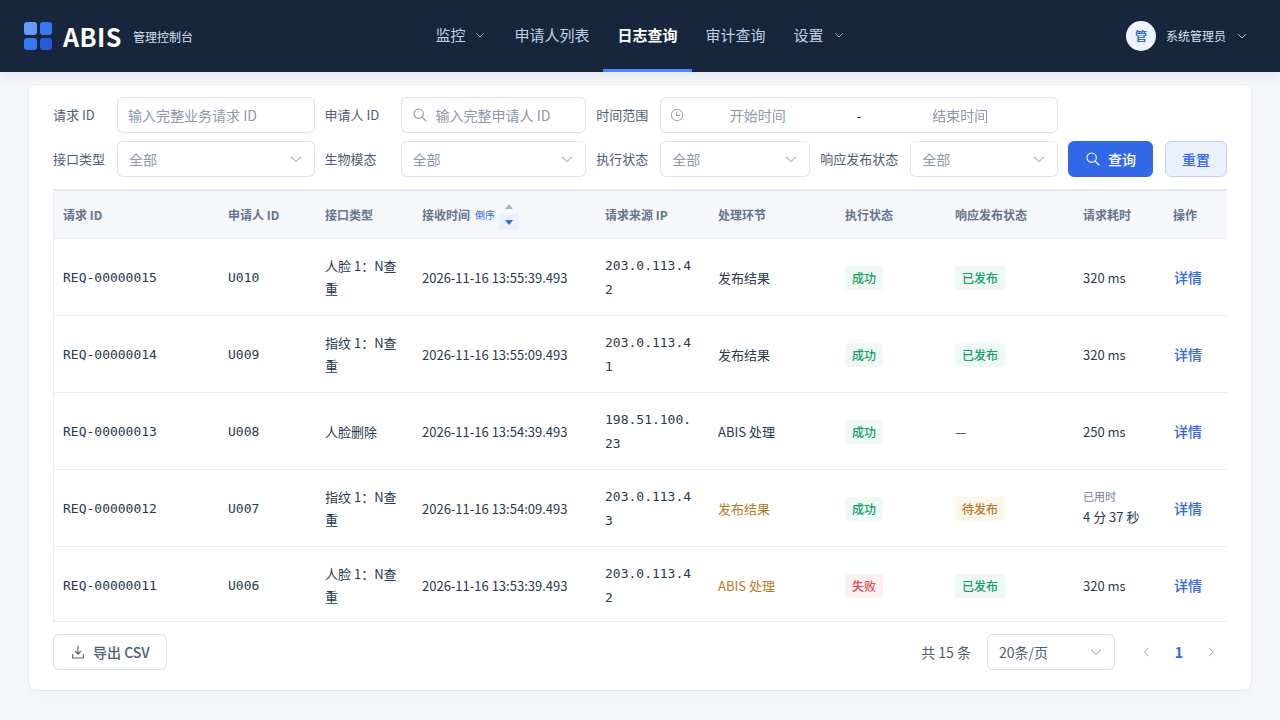 ABIS 管理控制台 监控 申请人列表 日志查询 审计查询 设置 管 系统管理员
请求 ID 输入完整业务请求 ID 申请人 ID 输入完整申请人 ID 时间范围 开始时间 - 结束时间
接口类型 全部 生物模态 全部 执行状态 全部 响应发布状态 全部 查询 重置
请求 ID 申请人 ID 接口类型 接收时间 倒序 请求来源 IP 处理环节 执行状态 响应发布状态 请求耗时 操作
REQ-00000015 U010 人脸 1：N查重 2026-11-16 13:55:39.493 203.0.113.42 发布结果 成功 已发布 320 ms 详情
REQ-00000014 U009 指纹 1：N查重 2026-11-16 13:55:09.493 203.0.113.41 发布结果 成功 已发布 320 ms 详情
REQ-00000013 U008 人脸删除 2026-11-16 13:54:39.493 198.51.100.23 ABIS 处理 成功 — 250 ms 详情
REQ-00000012 U007 指纹 1：N查重 2026-11-16 13:54:09.493 203.0.113.43 发布结果 成功 待发布 已用时 4 分 37 秒 详情
REQ-00000011 U006 人脸 1：N查重 2026-11-16 13:53:39.493 203.0.113.42 ABIS 处理 失败 已发布 320 ms 详情
导出 CSV 共 15 条 20条/页 1